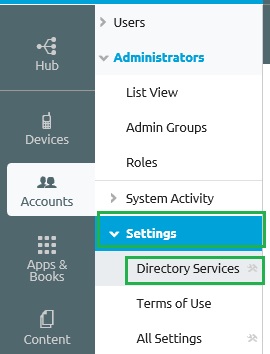 Hub
Devices
Accounts
Apps &
Books
Content
Users
Administrators
List View
Admin Groups
Roles
System Activity
Settings
Directory Services
Terms of Use
All Settings